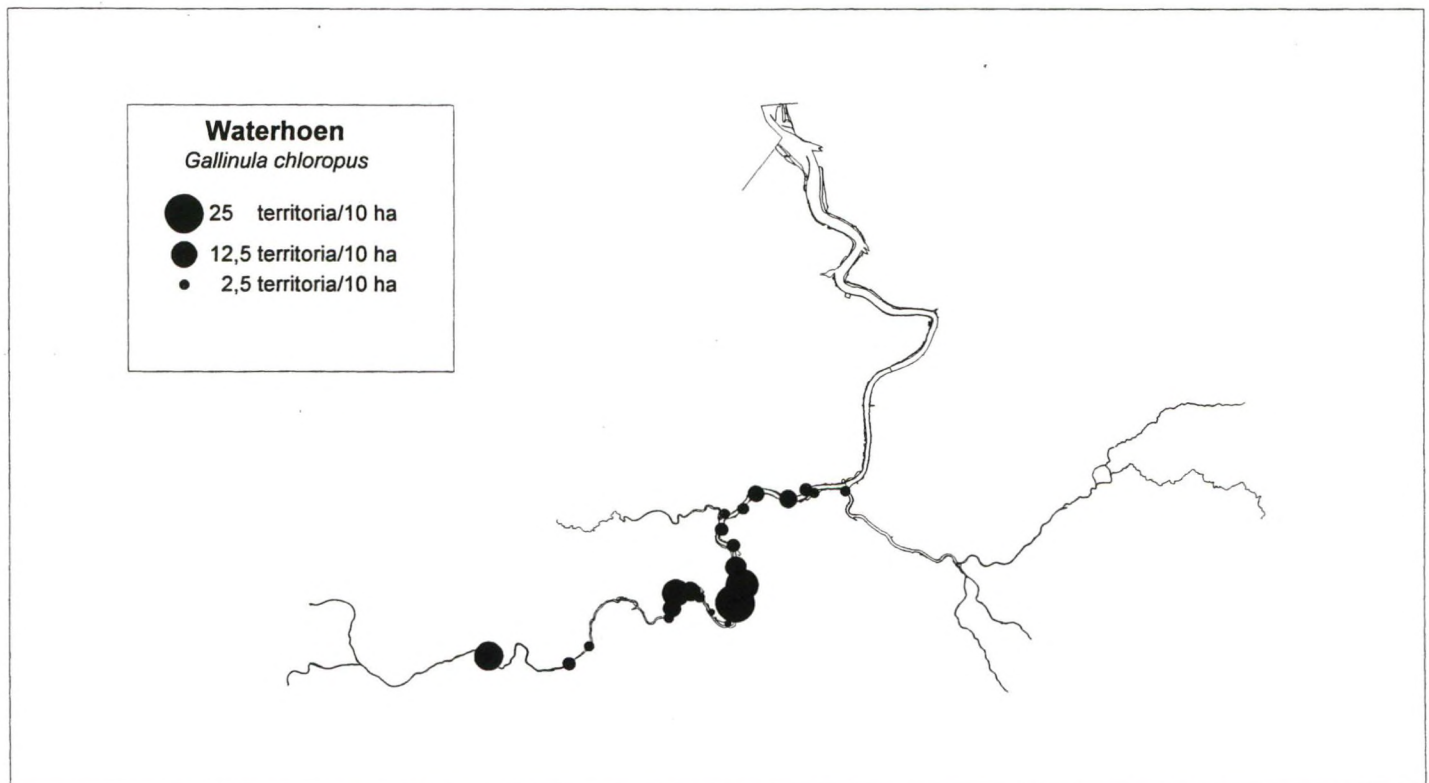 Waterhoen
Gallinula chloropus
25 territoria/10 ha
12,5 territoria/10 ha
2,5 territoria/10 ha